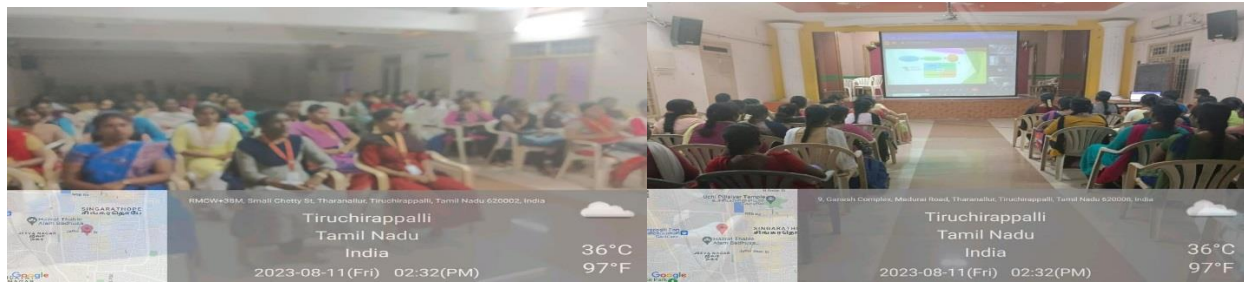 SINGARATHOPE
RMCW+38M, Small Chetty St, Tharanallur, Tiruchirappalli, Tamil Nadu 620002, India
Tiruchirappalli
Tamil Nadu
India
2023-08-11(Fri) 02:32(PM)
36°C
97°F
Google
9, Ganesh Complex, Madurai Road, Tharanallur, Tiruchirappalli, Tamil Nadu 620008, India
Tiruchirappalli
Tamil Nadu
India
2023-08-11(Fri) 02:32(PM)
36°C
97°F
Google